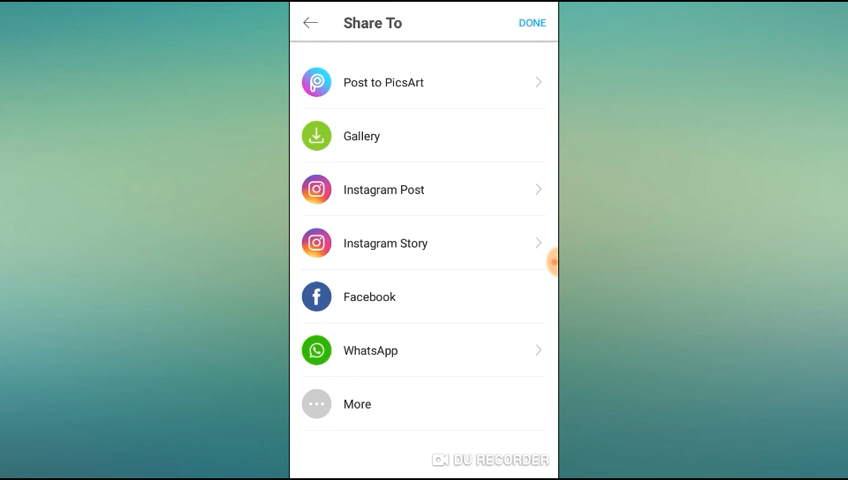 Share To
DONE
Post to PicsArt
Gallery
Instagram Post
Instagram Story
Facebook
WhatsApp
More
DU RECORDER